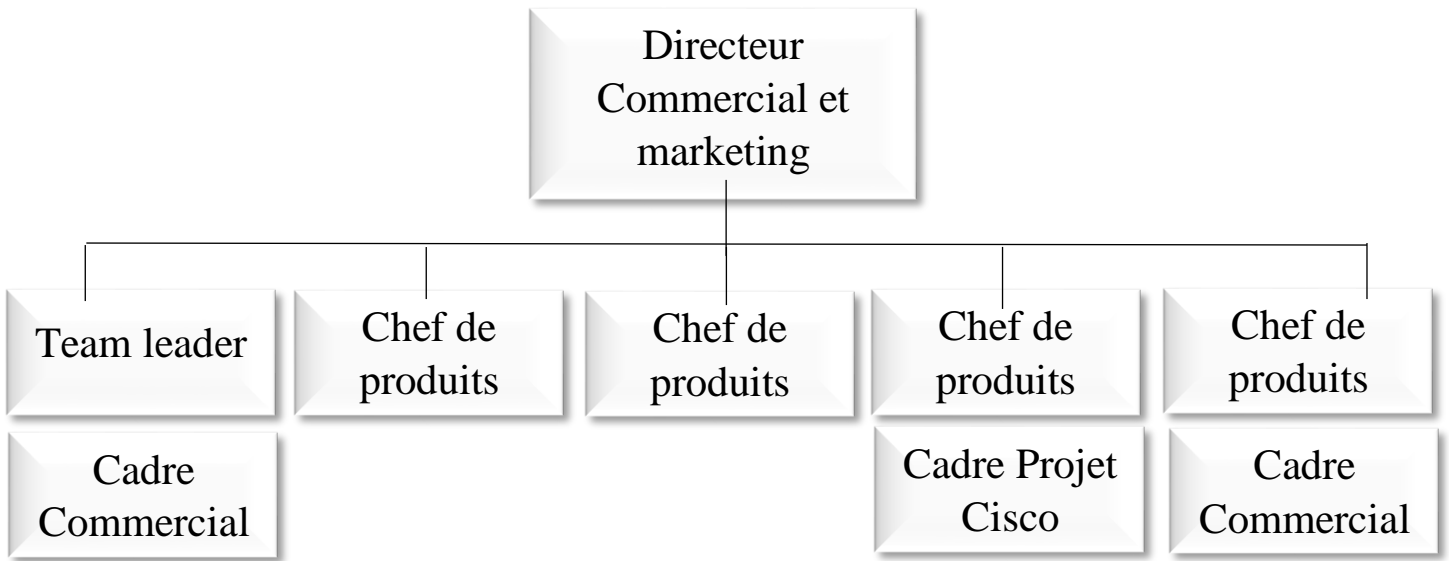 Directeur
Commercial et
marketing
Team leader
Chef de
produits
Chef de
produits
Chef de
produits
Chef de
produits
Cadre
Commercial
Cadre Projet
Cisco
Cadre
Commercial